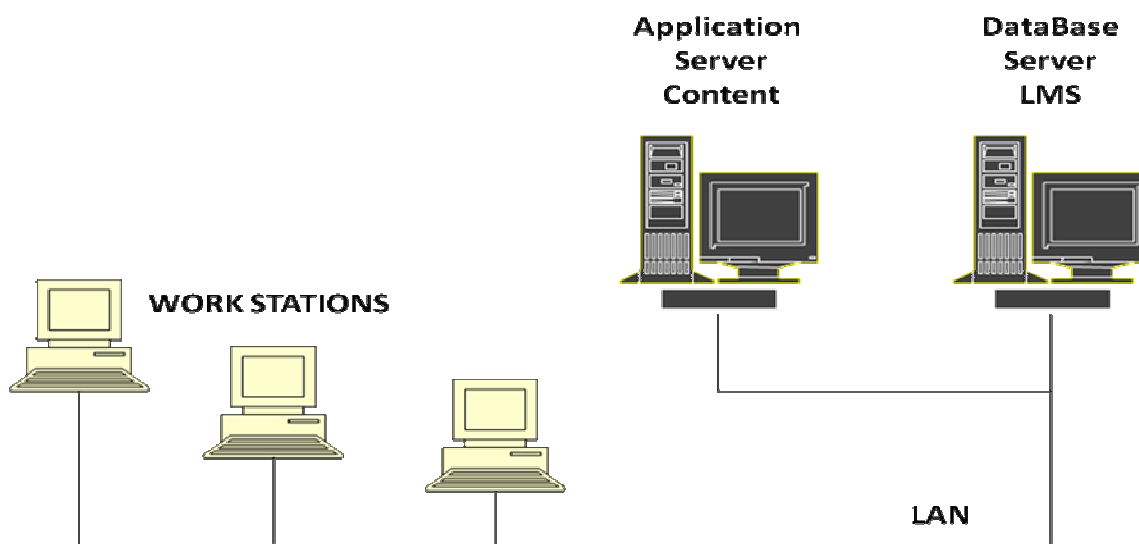 Application
Server
Content
DataBase
Server
LMS
WORK STATIONS
LAN